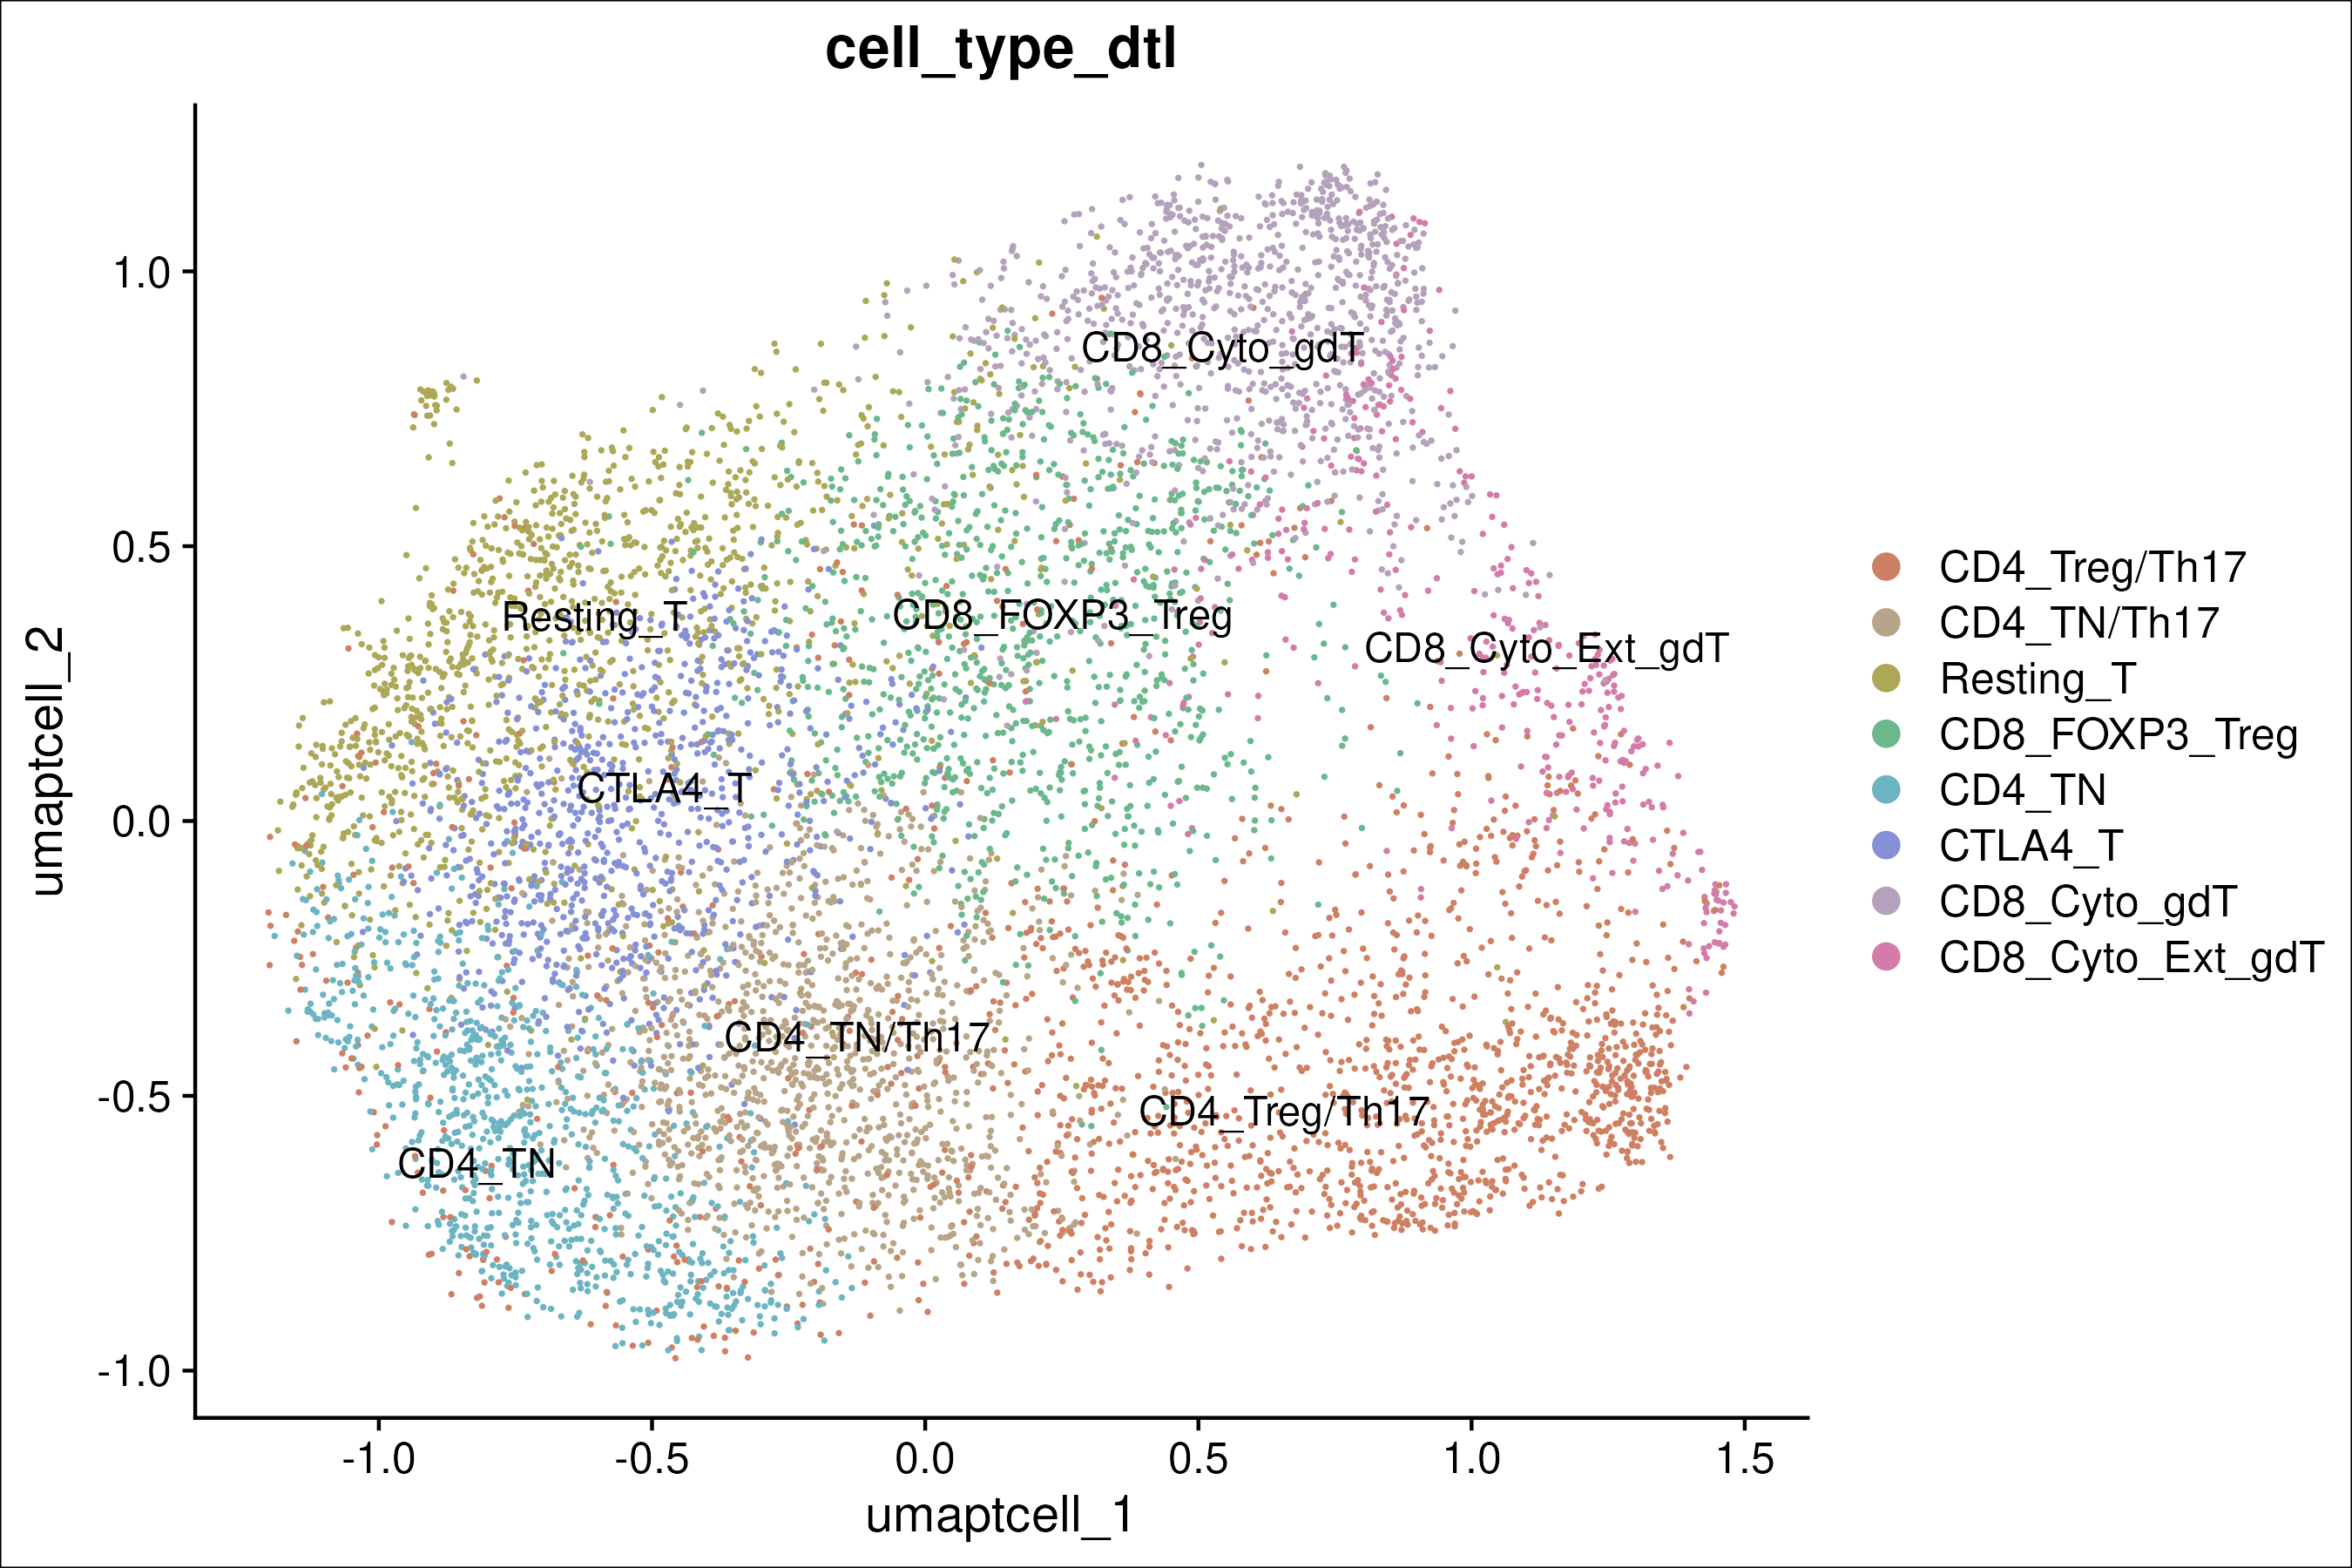 cell_type_dtl
umaptcell_2
1.0
0.5
0.0
-0.5
-1.0
CD8_Cyto_gdT
Resting_T
CD8_FOXP3_Treg
CD8_Cyto_Ext_gdT
CTLA4_T
CD4_TN/Th17
CD4_Treg/Th17
CD4_TN
-1.0
-0.5
0.0
0.5
1.0
1.5
umaptcell_1
CD4_Treg/Th17
CD4_TN/Th17
Resting_T
CD8_FOXP3_Treg
CD4_TN
CTLA4_T
CD8_Cyto_gdT
CD8_Cyto_Ext_gdT